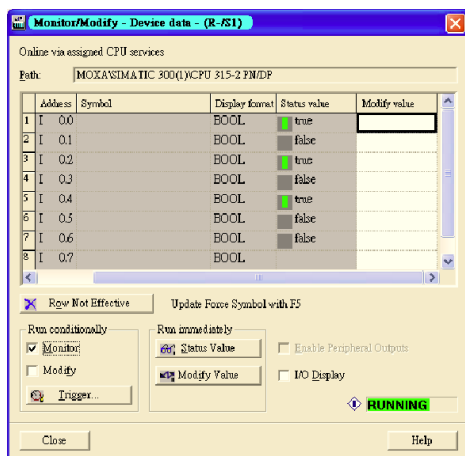 Monitor/Modify - Device data - (R-/S1)
Online via assigned CPU services
Path: MOXA\SIMATIC 300(1)\CPU 315-2 PN/DP
Address Symbol Display format Status value Modify value
1 I 0.0 BOOL true
2 I 0.1 BOOL false
3 I 0.2 BOOL true
4 I 0.3 BOOL false
5 I 0.4 BOOL true
6 I 0.5 BOOL false
7 I 0.6 BOOL false
8 I 0.7 BOOL
Row Not Effective Update Force Symbol with F5
Run conditionally Run immediately
Monitor Status Value Enable Peripheral Outputs
Modify Modify Value I/O Display
Trigger...
RUNNING
Close Help